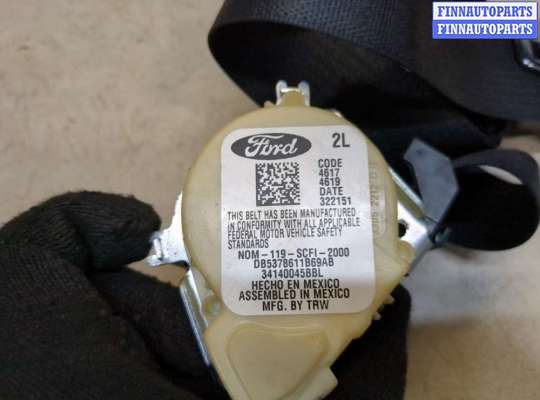 FINNAUTOPARTS
FINNAUTOPARTS
Ford
2L
CODE
4617
4619
DATE
322151
THIS BELT HAS BEEN MANUFACTURED
IN CONFORMITY WITH ALL APPLICABLE
FEDERAL MOTOR VEHICLE SAFETY
STANDARDS
NOM-119-SCFI-2000
DB5378611B69AB
34140045BBL
HECHO EN MEXICO
ASSEMBLED IN MEXICO
MFG. BY TRW